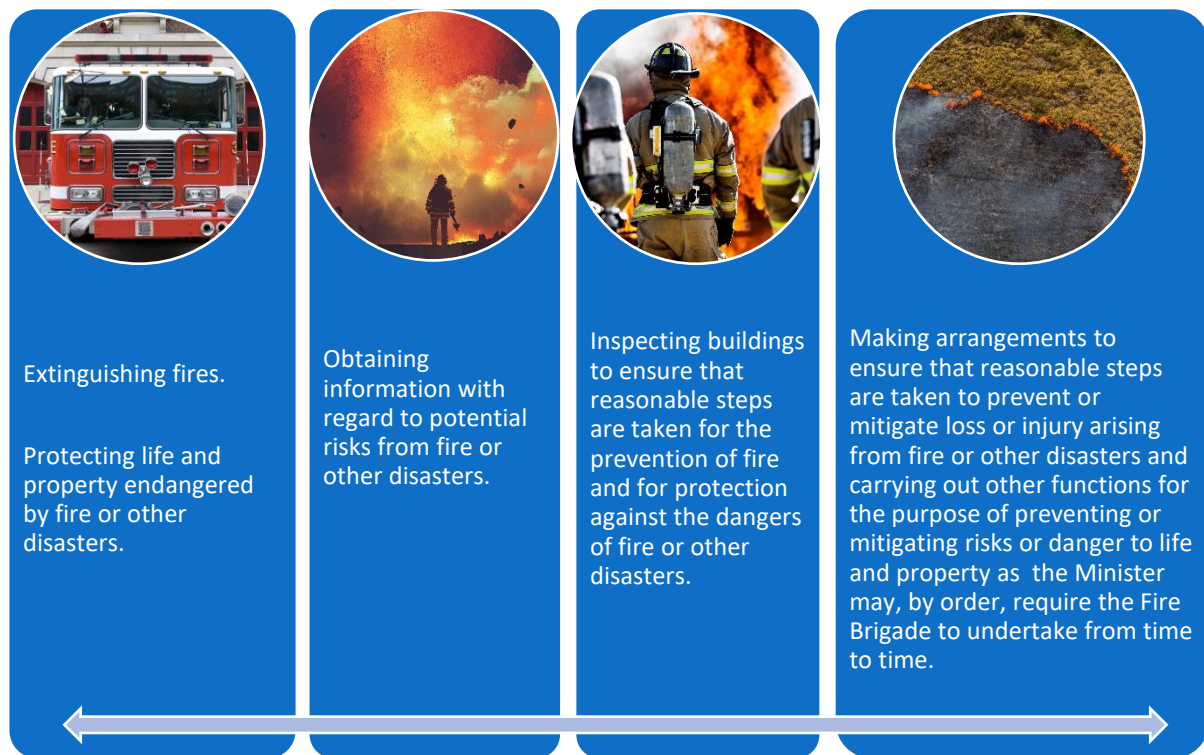 Extinguishing fires.
Protecting life and
property endangered
by fire or other
disasters.
Obtaining
information with
regard to potential
risks from fire or
other disasters.
Inspecting buildings
to ensure that
reasonable steps
are taken for the
prevention of fire
and for protection
against the dangers
of fire or other
disasters.
Making arrangements to
ensure that reasonable steps
are taken to prevent or
mitigate loss or injury arising
from fire or other disasters and
carrying out other functions for
the purpose of preventing or
mitigating risks or danger to life
and property as  the Minister
may, by order, require the Fire
Brigade to undertake from time
to time.